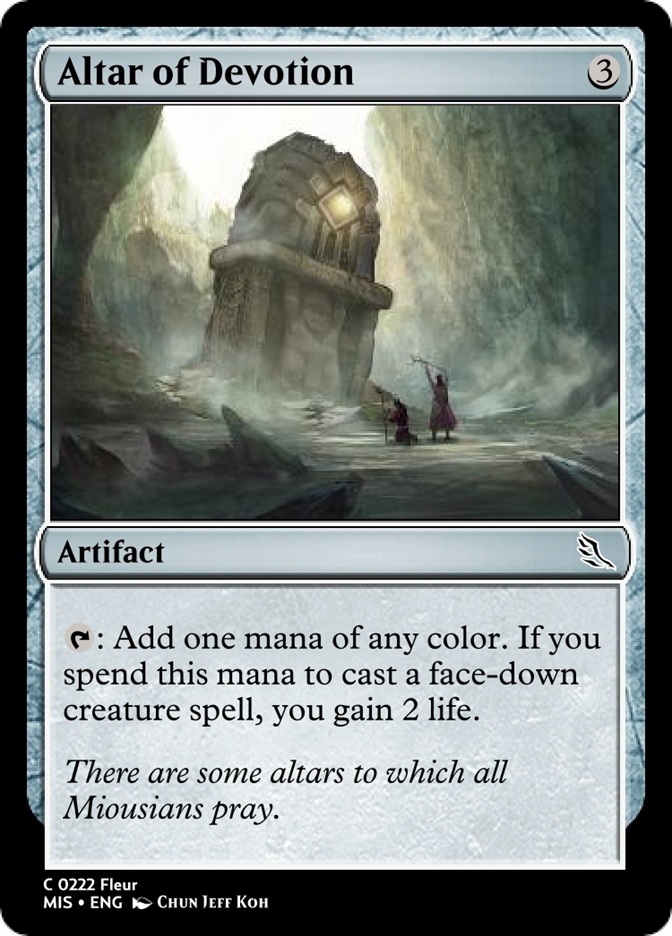 Altar of Devotion 3
Artifact
: Add one mana of any color. If you
spend this mana to cast a face-down
creature spell, you gain 2 life.
There are some altars to which all
Miousians pray.
C 0222 Fleur
MIS • ENG Chun Jeff Koh